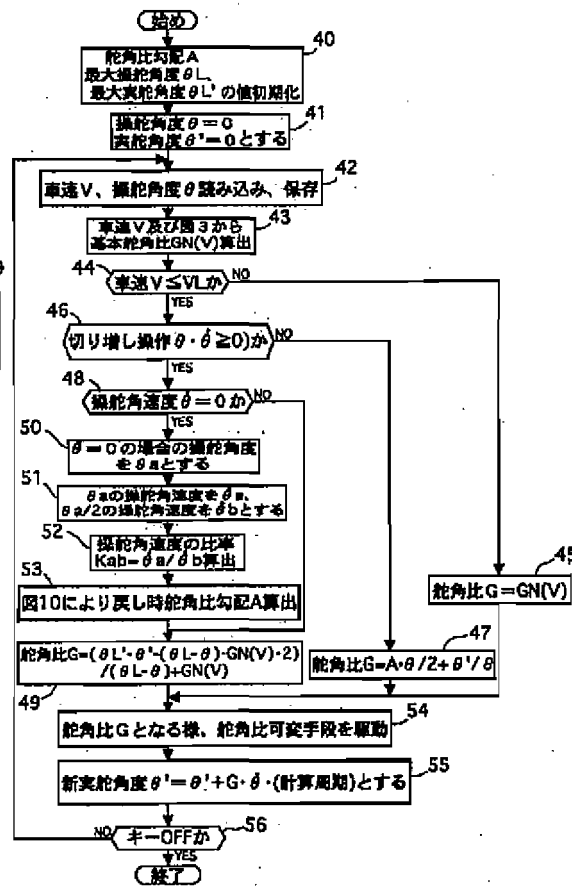 始め
40
舵角比勾配A
最大操舵角度θL、
最大実舵角度θL'の値初期化
41
操舵角度θ=0
実舵角度θ'=0とする
42
車速V、操舵角度θ読み込み、保存
43
車速V及び図3から
基本舵角比GN(V)算出
44
車速V≦VLか
NO
YES
46
切り増し操作θ・θ̇≧0)か
NO
YES
48
操舵角速度θ̇=0か
NO
YES
50
θ̇=0の場合の操舵角度
をθaとする
51
θaの操舵角速度をθ̇a、
θa/2の操舵角速度をθ̇bとする
52
操舵角速度の比率
Kab=θ̇a/θ̇b算出
53
図10により戻し時舵角比勾配A算出
45
舵角比G=GN(V)
舵角比G=(θL'・θ'-(θL-θ)・GN(V)・2)
/(θL-θ)+GN(V)
49
47
舵角比G=A・θ/2+θ'/θ
54
舵角比Gとなる様、舵角比可変手段を駆動
55
新実舵角度θ'=θ'+G・θ̇・(計算周期)とする
56
NO
キーOFFか
YES
終了